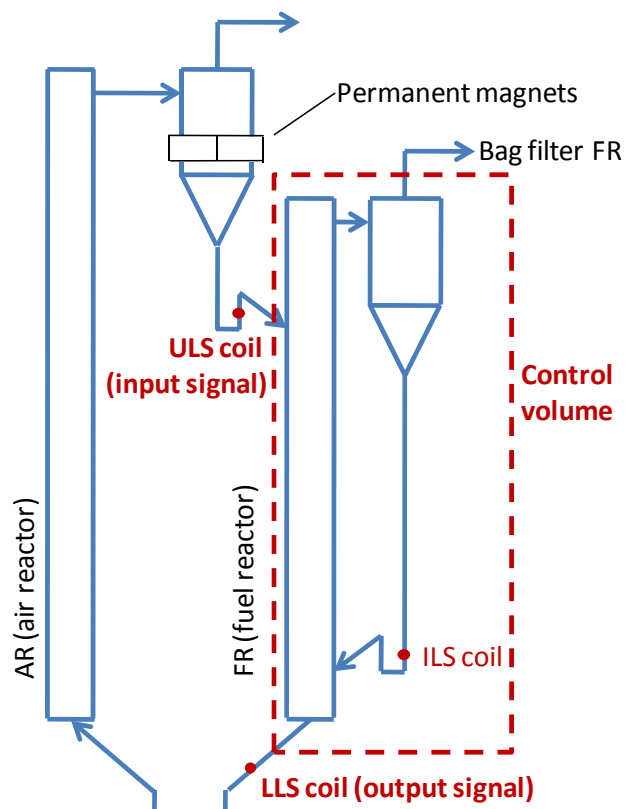 Permanent magnets
Bag filter FR
ULS coil
(input signal)
Control
volume
AR (air reactor)
FR (fuel reactor)
ILS coil
LLS coil (output signal)